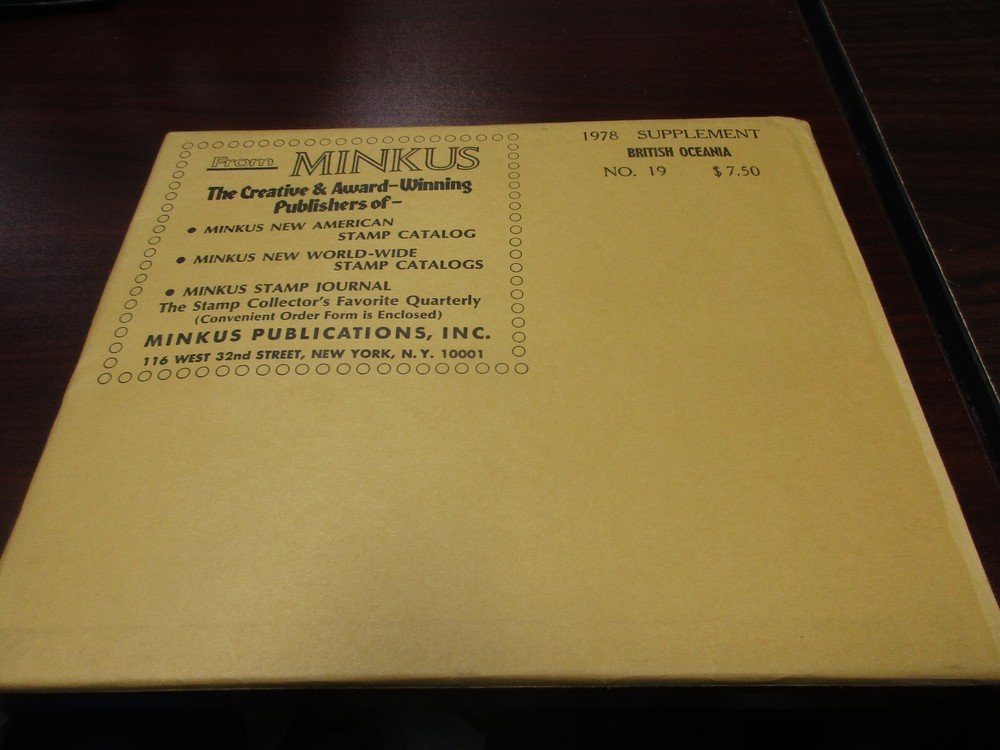 From MINKUS
The Creative & Award-Winning
Publishers of-
• MINKUS NEW AMERICAN
STAMP CATALOG
• MINKUS NEW WORLD-WIDE
STAMP CATALOGS
• MINKUS STAMP JOURNAL
The Stamp Collector's Favorite Quarterly
(Convenient Order Form is Enclosed)
MINKUS PUBLICATIONS, INC.
116 WEST 32nd STREET, NEW YORK, N.Y. 10001
1978 SUPPLEMENT
BRITISH OCEANIA
NO. 19 $7.50